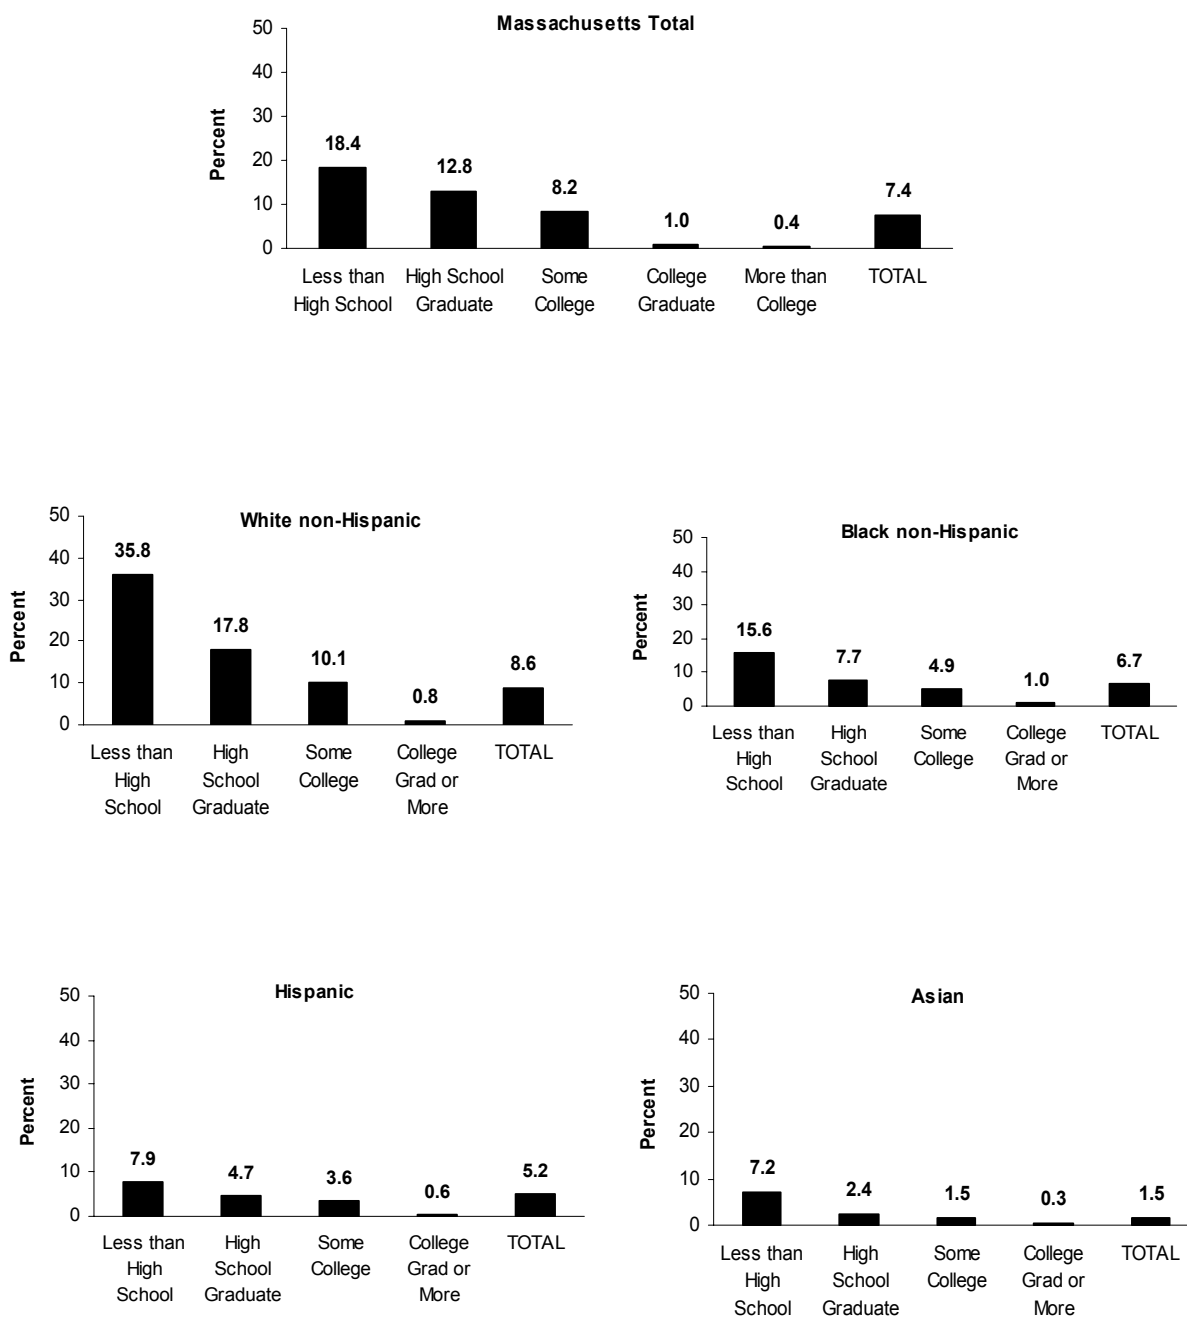 Massachusetts Total
Percent
50
40
30
20
10
0
18.4
12.8
8.2
1.0
0.4
7.4
Less than
High School
High School
Graduate
Some
College
College
Graduate
More than
College
TOTAL
White non-Hispanic
Percent
50
40
30
20
10
0
35.8
17.8
10.1
0.8
8.6
Less than
High
School
High
School
Graduate
Some
College
College
Grad or
More
TOTAL
Black non-Hispanic
Percent
50
40
30
20
10
0
15.6
7.7
4.9
1.0
6.7
Less than
High
School
High
School
Graduate
Some
College
College
Grad or
More
TOTAL
Hispanic
Percent
50
40
30
20
10
0
7.9
4.7
3.6
0.6
5.2
Less than
High
School
High
School
Graduate
Some
College
College
Grad or
More
TOTAL
Asian
Percent
50
40
30
20
10
0
7.2
2.4
1.5
0.3
1.5
Less than
High
School
High
School
Graduate
Some
College
College
Grad or
More
TOTAL